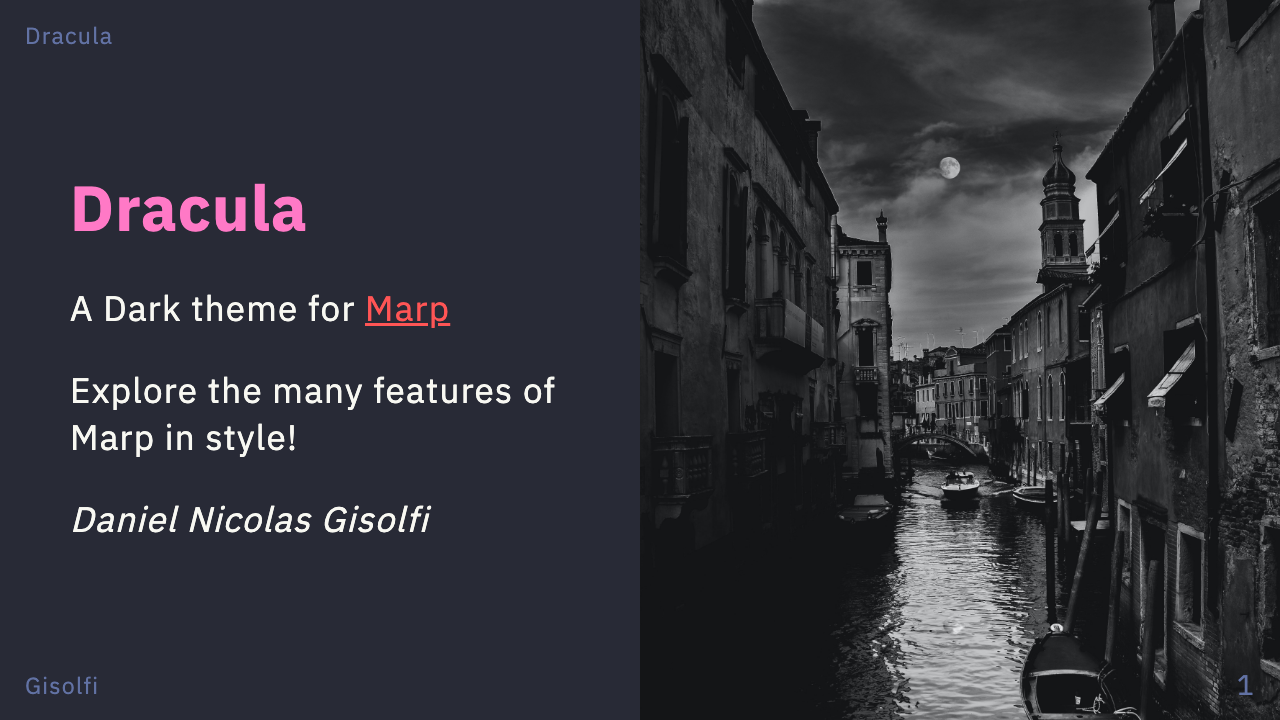 Dracula
Dracula
A Dark theme for Marp
Explore the many features of
Marp in style!
Daniel Nicolas Gisolfi
Gisolfi
1